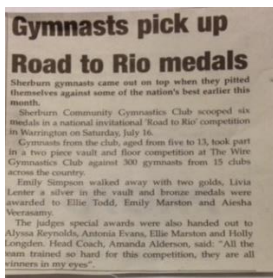 Gymnasts pick up
Road to Rio medals
Sherburn gymnasts came out on top when they pitted
themselves against some of the nation's best earlier this
month.
Sherburn Community Gymnastics Club scooped six
medals in a national invitational 'Road to Rio' competition
in Warrington on Saturday, July 16.
Gymnasts from the club, aged from five to 13, took part
in a two piece vault and floor competition at The Wire
Gymnastics Club against 300 gymnasts from 15 clubs
across the country.
Emily Simpson walked away with two golds, Livia
Lenter a silver in the vault and bronze medals were
awarded to Ellie Todd, Emily Marston and Aiesha
Veerasamy.
The judges special awards were also handed out to
Alyssa Reynolds, Antonia Evans, Ellie Marston and Holly
Longden. Head Coach, Amanda Alderson, said: "All the
team trained so hard for this competition, they are all
winners in my eyes".